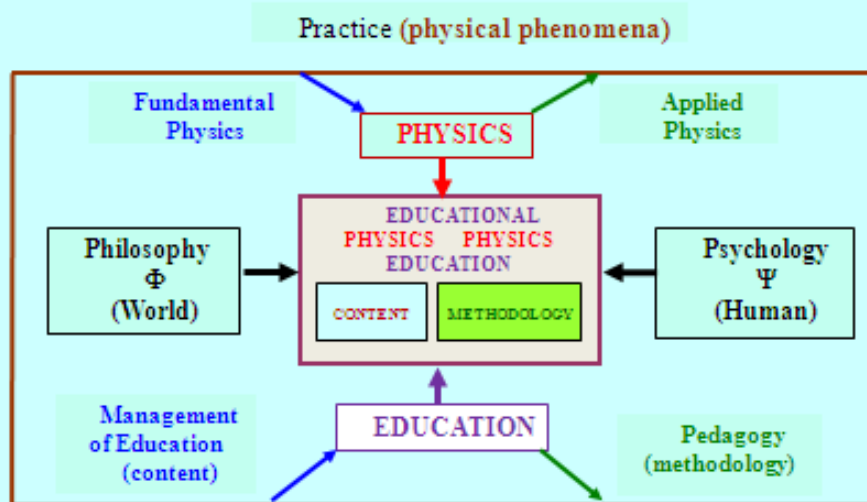 Practice (physical phenomena)
Fundamental
Physics
PHYSICS
Applied
Physics
EDUCATIONAL
PHYSICS PHYSICS
EDUCATION
CONTENT
METHODOLOGY
Philosophy
Φ
(World)
Psychology
Ψ
(Human)
Management
of Education
(content)
EDUCATION
Pedagogy
(methodology)